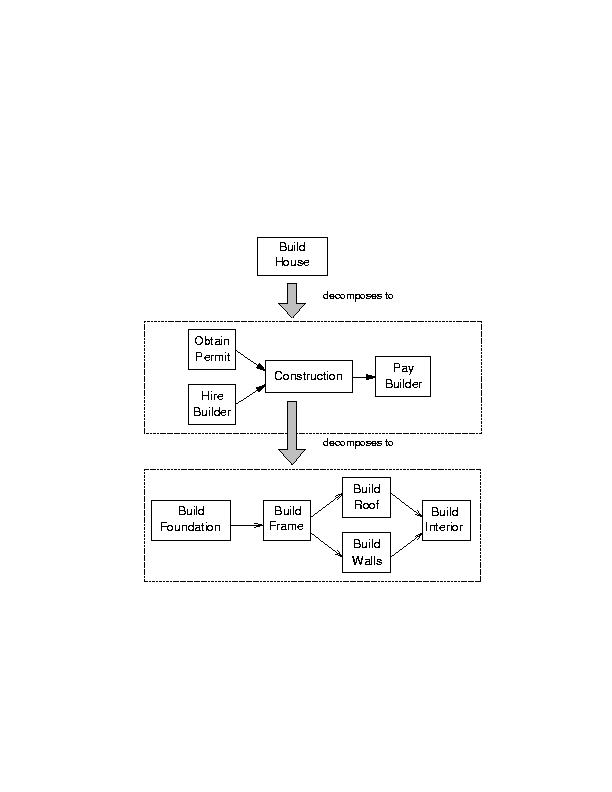 Build
House
decomposes to
Obtain
Permit
Construction
Pay
Builder
Hire
Builder
decomposes to
Build
Roof
Build
Foundation
Build
Frame
Build
Interior
Build
Walls